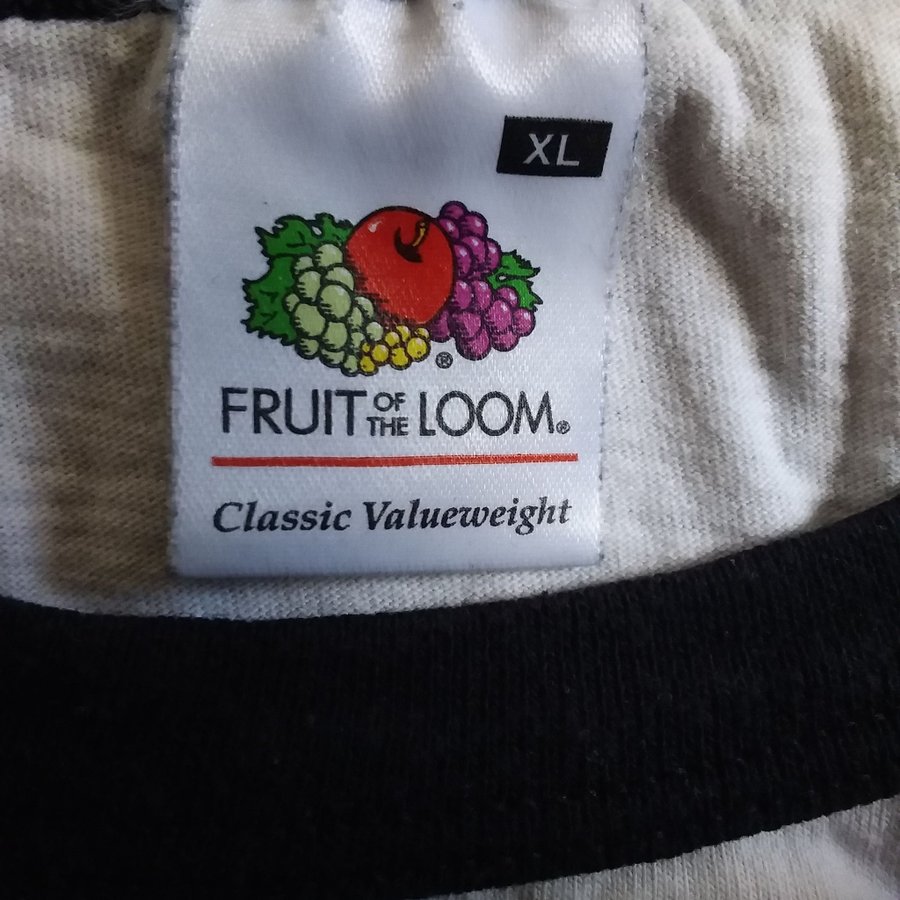 XL
®
FRUIT OF THE LOOM®
Classic Valueweight